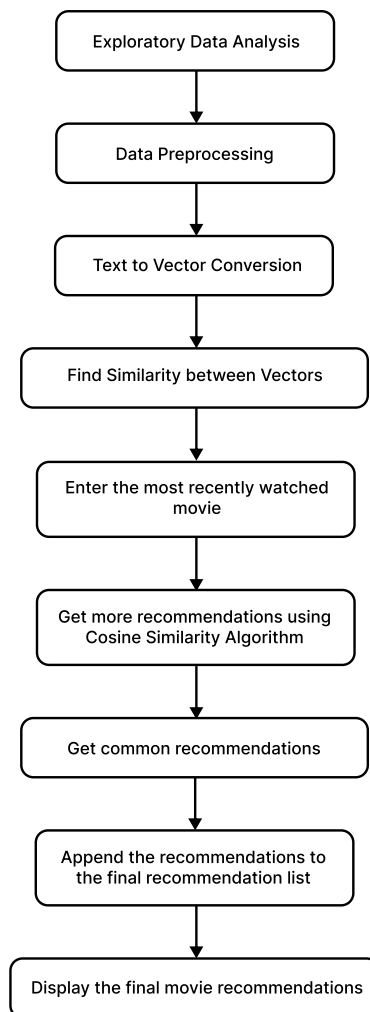 Exploratory Data Analysis
Data Preprocessing
Text to Vector Conversion
Find Similarity between Vectors
Enter the most recently watched
movie
Get more recommendations using
Cosine Similarity Algorithm
Get common recommendations
Append the recommendations to
the final recommendation list
Display the final movie recommendations